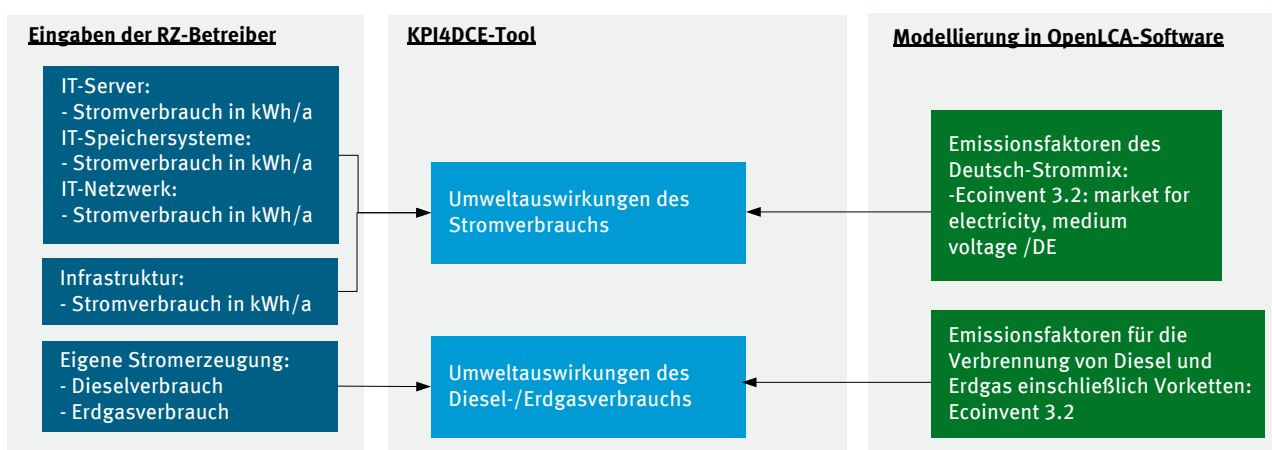 Eingaben der RZ-Betreiber
IT-Server:
- Stromverbrauch in kWh/a
IT-Speichersysteme:
- Stromverbrauch in kWh/a
IT-Netzwerk:
- Stromverbrauch in kWh/a
Infrastruktur:
- Stromverbrauch in kWh/a
Eigene Stromerzeugung:
- Dieselverbrauch
- Erdgasverbrauch
KPI4DCE-Tool
Umweltauswirkungen des
Stromverbrauchs
Umweltauswirkungen des
Diesel-/Erdgasverbrauchs
Modellierung in OpenLCA-Software
Emissionsfaktoren des
Deutsch-Strommix:
-Ecoinvent 3.2: market for
electricity, medium
voltage /DE
Emissionsfaktoren für die
Verbrennung von Diesel und
Erdgas einschließlich Vorketten:
Ecoinvent 3.2